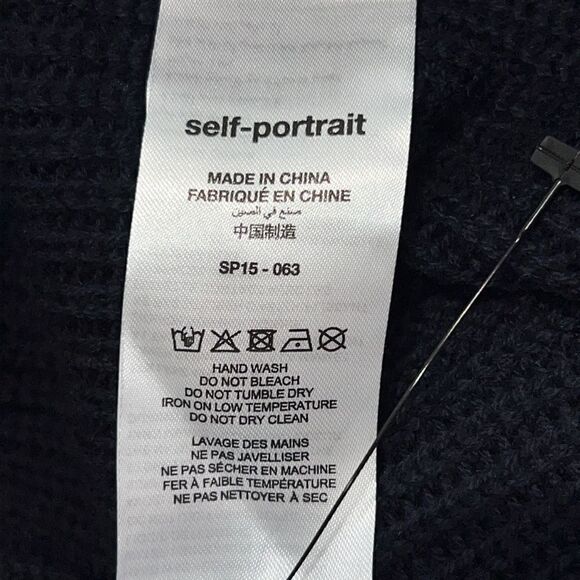 self-portrait
MADE IN CHINA
FABRIQUÉ EN CHINE
صنع في الصين
中国制造
SP15 - 063
HAND WASH
DO NOT BLEACH
DO NOT TUMBLE DRY
IRON ON LOW TEMPERATURE
DO NOT DRY CLEAN
LAVAGE DES MAINS
NE PAS JAVELLISER
NE PAS SÉCHER EN MACHINE
FER À FAIBLE TEMPÉRATURE
NE PAS NETTOYER À SEC